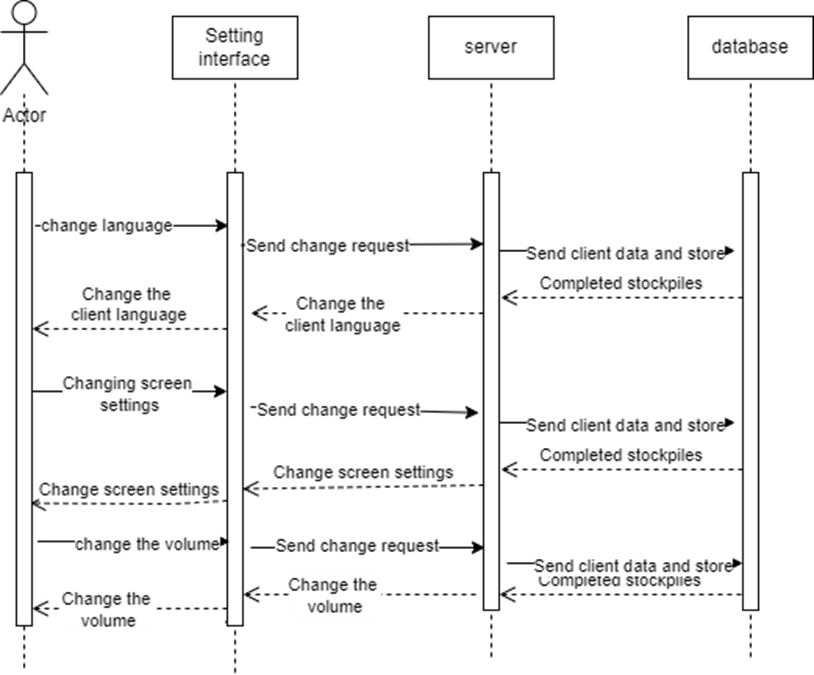 Actor
Setting
interface
server
database
change language
Send change request
Send client data and store
Completed stockpiles
Change the
client language
Change the
client language
Changing screen
settings
Send change request
Send client data and store
Completed stockpiles
Change screen settings
Change screen settings
change the volume
Send change request
Send client data and store
Completed stockpiles
Change the
volume
Change the
volume